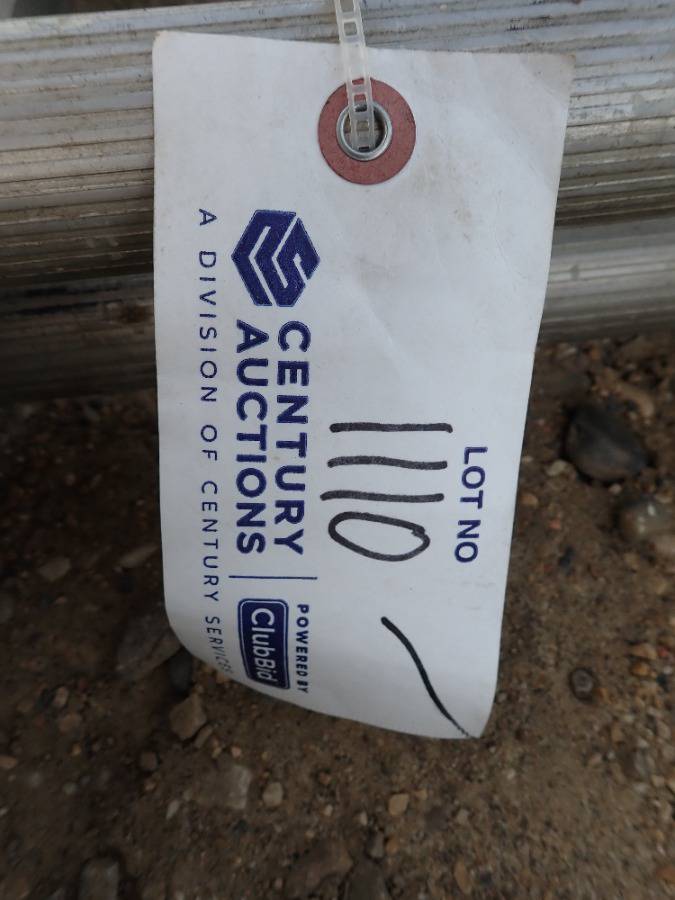 LOT NO
1110
CENTURY
AUCTIONS
POWERED BY
ClubBid
A DIVISION OF CENTURY SERVICES